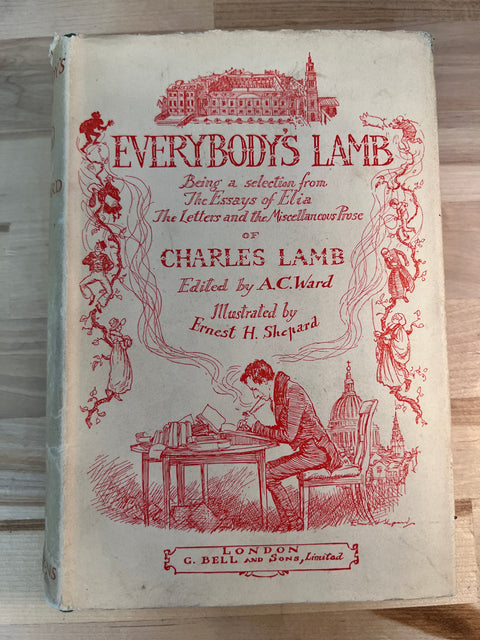 EVERYBODY'S LAMB
Being a selection from
The Essays of Elia
The Letters and the Miscellaneous Prose
OF
CHARLES LAMB
Edited by A.C. Ward
Illustrated by
Ernest H. Shepard
LONDON
G. BELL AND SONS, Limited